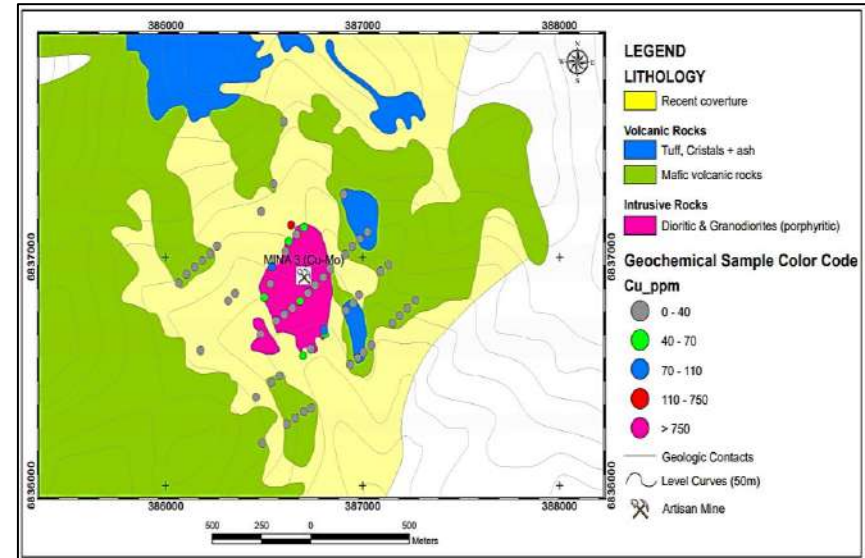 386000 387000 388000
N
W E
S
6837000 6837000
MINA 3 (Cu-Mo)
6836000 6836000
386000 387000 388000
500 250 0 500
Meters
LEGEND
LITHOLOGY
Recent coverture
Volcanic Rocks
Tuff, Cristals + ash
Mafic volcanic rocks
Intrusive Rocks
Dioritic & Granodiorites (porphyritic)
Geochemical Sample Color Code
Cu_ppm
0 - 40
40 - 70
70 - 110
110 - 750
> 750
Geologic Contacts
Level Curves (50m)
Artisan Mine